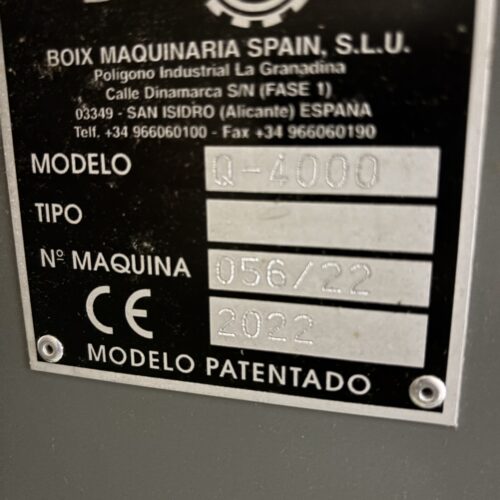 BOIX MAQUINARIA SPAIN, S.L.U.
Poligono Industrial La Granadina
Calle Dinamarca S/N (FASE 1)
03349 - SAN ISIDRO (Alicante) ESPAÑA
Telf. +34 966060100 - Fax +34 966060190
MODELO Q-4000
TIPO
Nº MAQUINA 056/22
CE 2022
MODELO PATENTADO